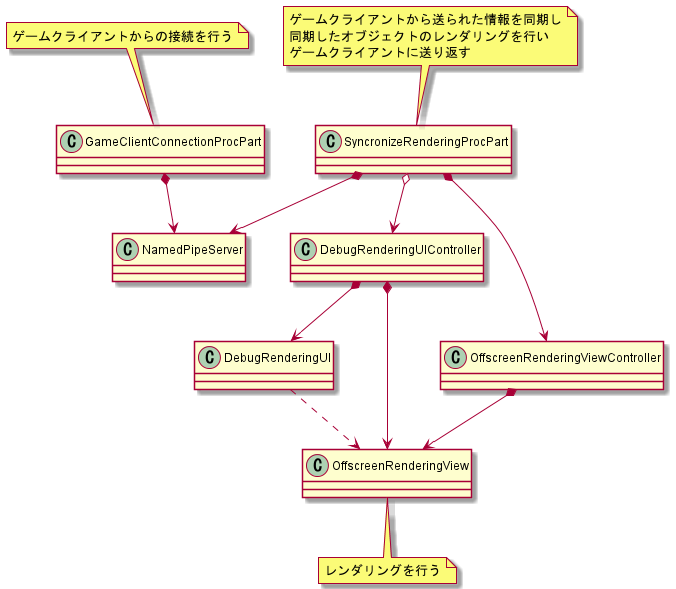 ゲームクライアントからの接続を行う
ゲームクライアントから送られた情報を同期し
同期したオブジェクトのレンダリングを行い
ゲームクライアントに送り返す
C GameClientConnectionProcPart
C SyncronizeRenderingProcPart
C NamedPipeServer
C DebugRenderingUIController
C DebugRenderingUI
C OffscreenRenderingViewController
C OffscreenRenderingView
レンダリングを行う